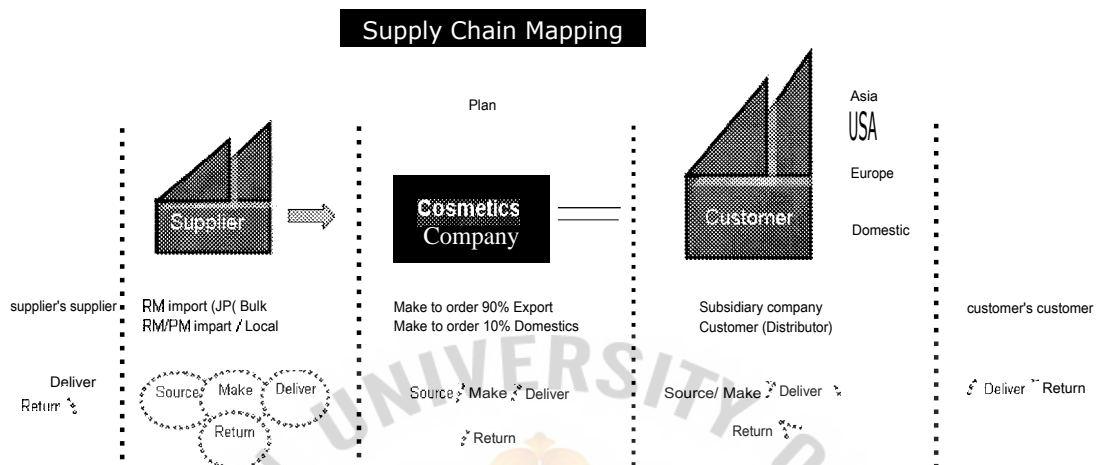 Supply Chain Mapping
Plan
Asia
USA
Europe
Domestic
Supplier
Cosmetics
Company
Customer
supplier's supplier
RM import (JP( Bulk
RM/PM impart / Local
Make to order 90% Export
Make to order 10% Domestics
Subsidiary company
Customer (Distributor)
customer's customer
Deliver
Return
Source Make Deliver
Return
Source Make Deliver
Return
Source/ Make Deliver
Return
Deliver Return
UNIVERSITY O